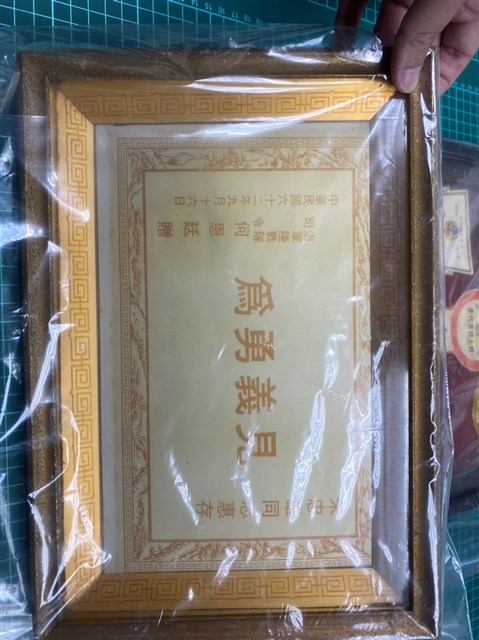 同志惠存
見義勇為
海軍陸戰隊
司令
何恩廷贈
中華民國六十二年九月十六日